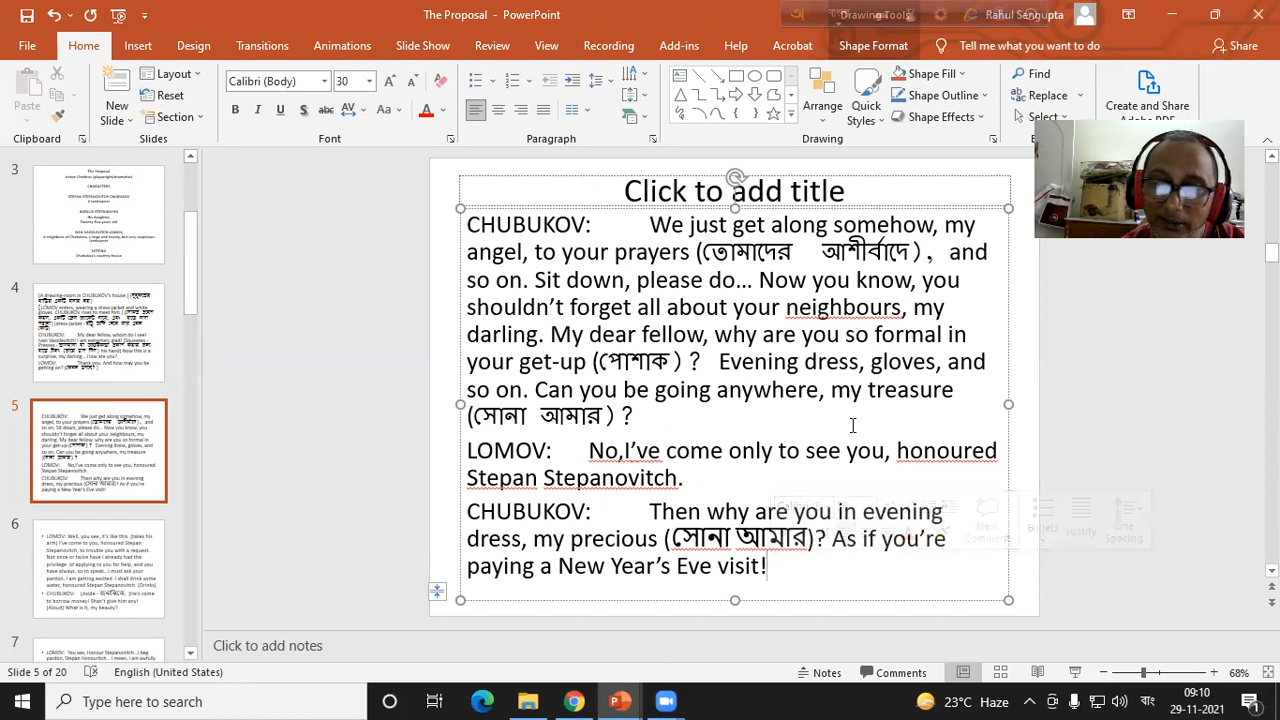 The Proposal - PowerPoint
Drawing Tools
Rahul Sengupta
File Home Insert Design Transitions Animations Slide Show Review View Recording Add-ins Help Acrobat Shape Format Tell me what you want to do Share
Paste
New Slide
Layout
Reset
Section
Calibri (Body) 30
Arrange
Quick Styles
Shape Fill
Shape Outline
Shape Effects
Find
Replace
Select
Create and Share
Adobe PDF
Clipboard Slides Font Paragraph Drawing Editing
3
4
5
6
7
Click to add title
CHUBUKOV: We just get along somehow, my
angel, to your prayers (তোমাদের আশীর্বাদে), and
so on. Sit down, please do... Now you know, you
shouldn’t forget all about your neighbours, my
darling. My dear fellow, why are you so formal in
your get-up (পোশাক) ? Evening dress, gloves, and
so on. Can you be going anywhere, my treasure
(সোনা আমার) ?
LOMOV: No,I’ve come only to see you, honoured
Stepan Stepanovitch.
CHUBUKOV: Then why are you in evening
dress, my precious (সোনা আমার)? As if you’re
paying a New Year’s Eve visit!
Click to add notes
Slide 5 of 20 English (United States) Notes Comments 68%
Type here to search
23°C Haze
বাং
09:10
29-11-2021